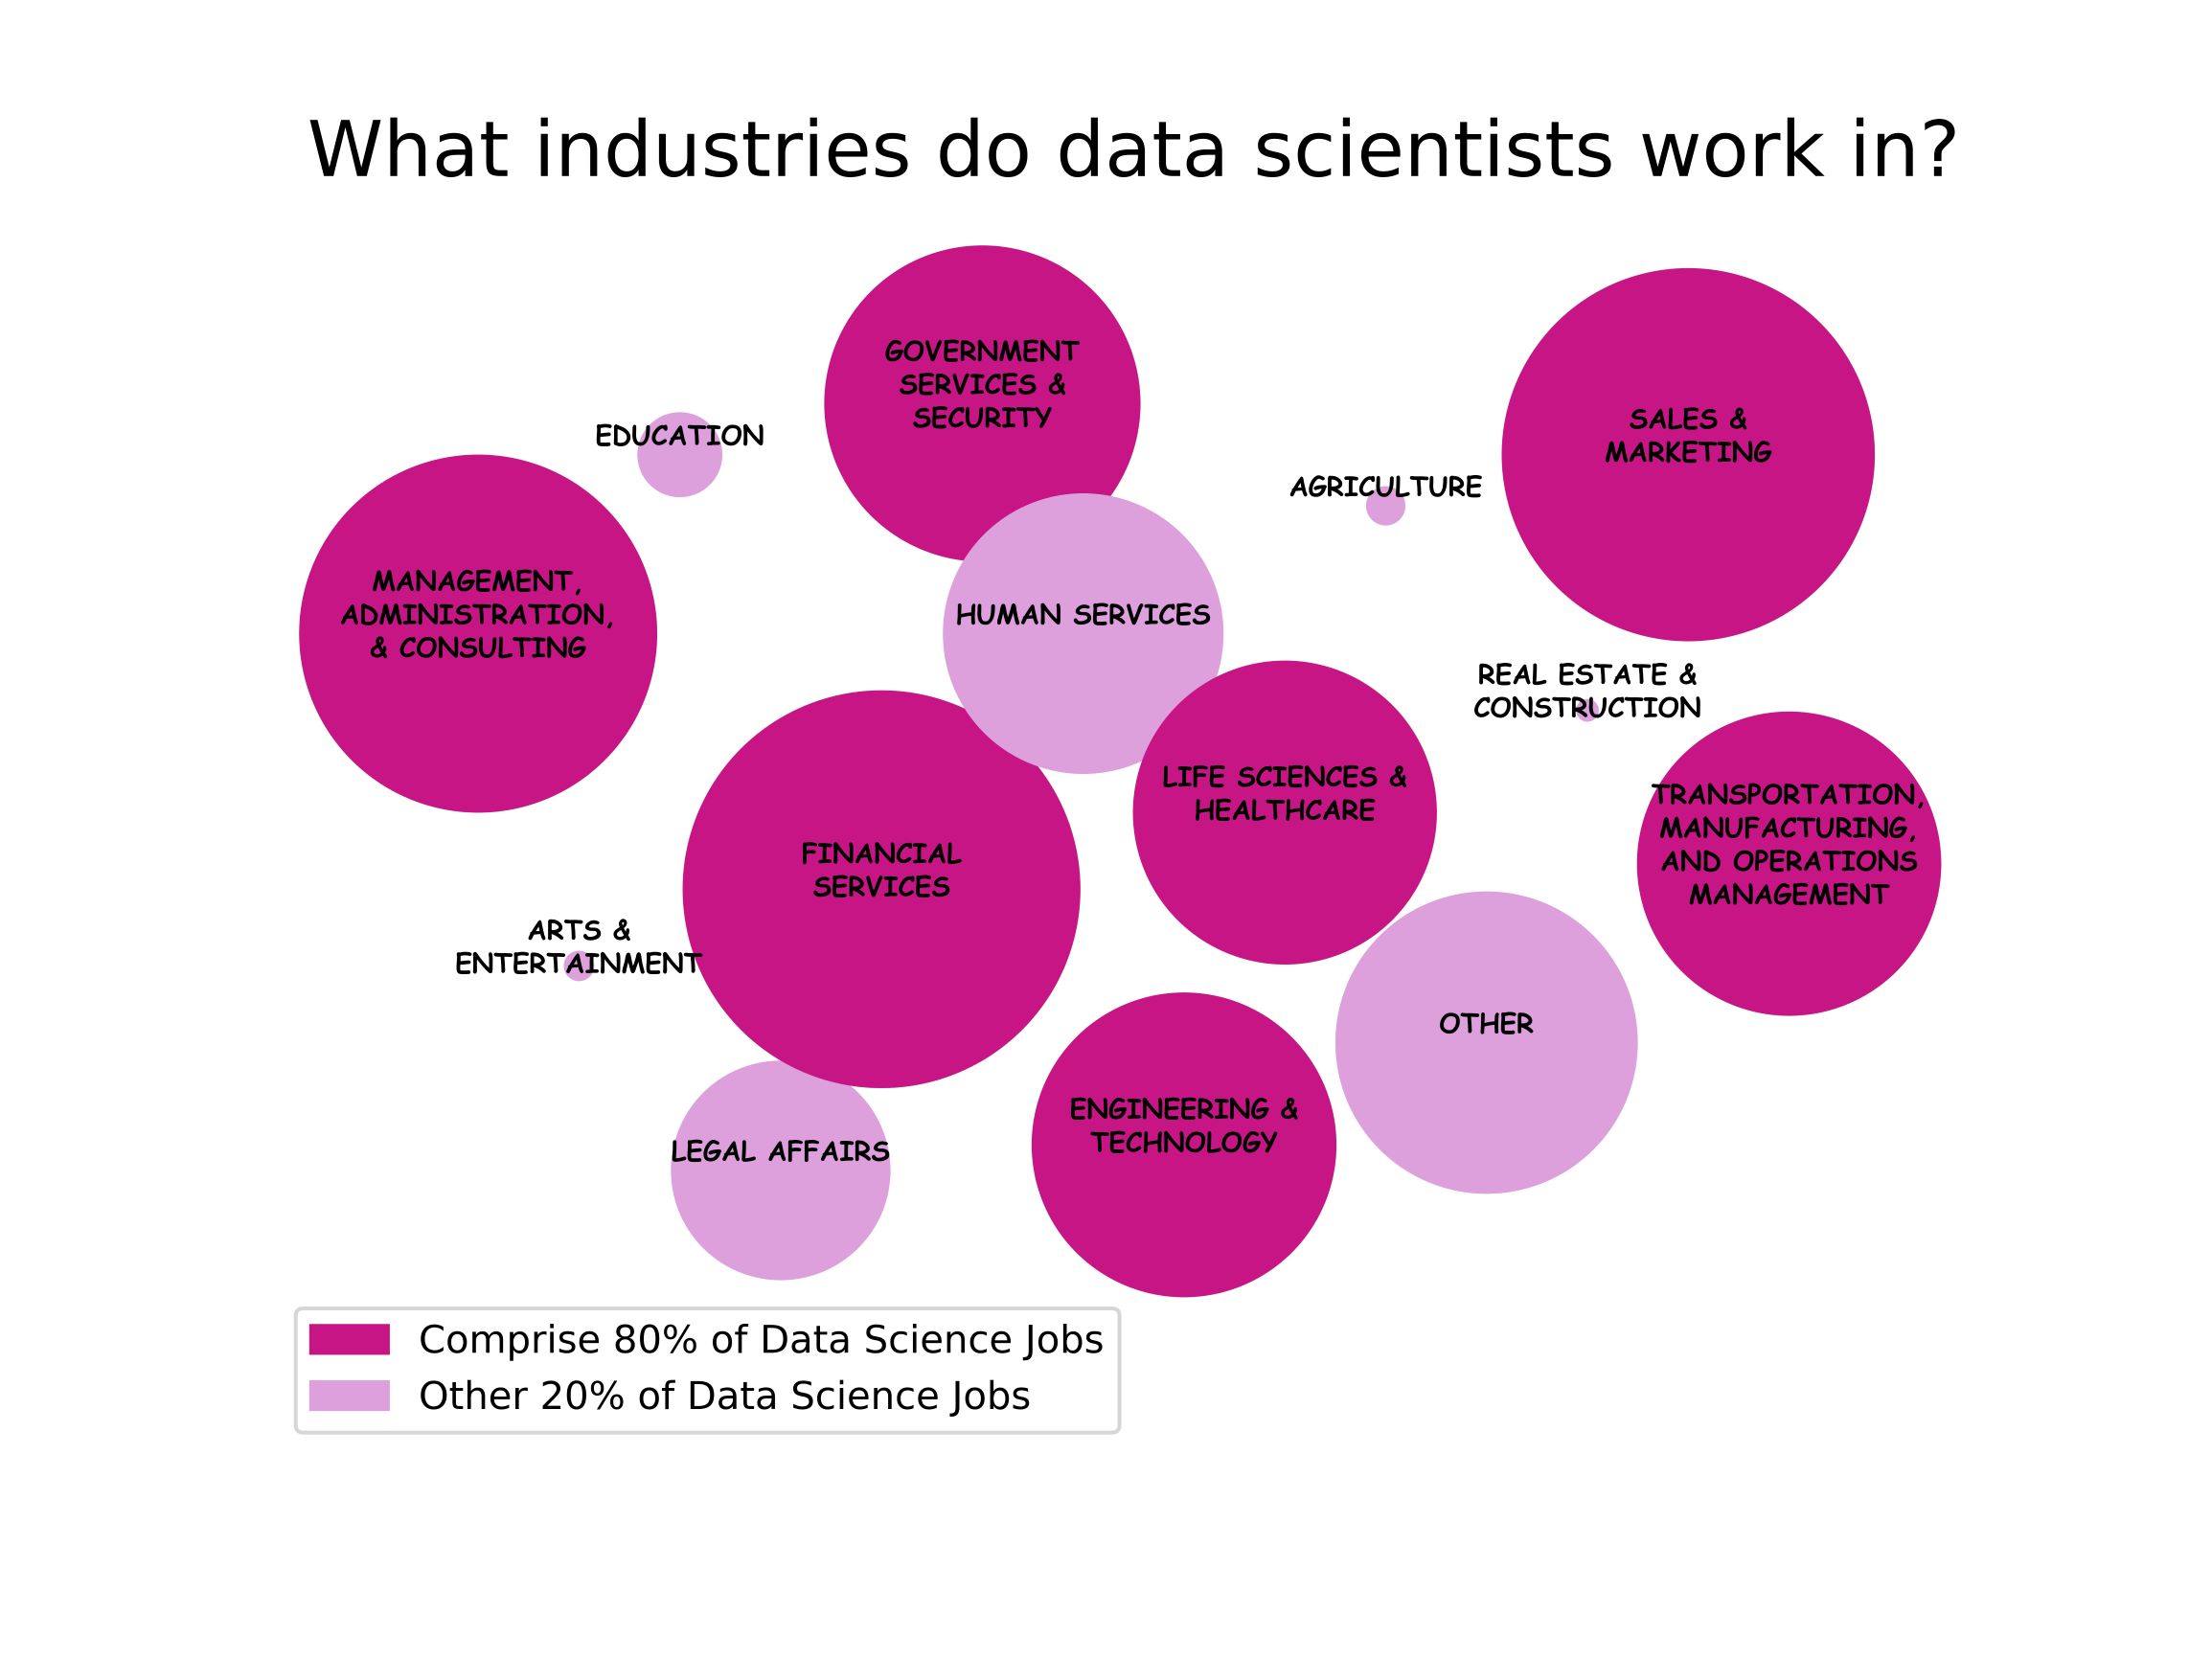 What industries do data scientists work in?
GOVERNMENT
SERVICES &
SECURITY
SALES &
MARKETING
EDUCATION
AGRICULTURE
MANAGEMENT,
ADMINISTRATION,
& CONSULTING
HUMAN SERVICES
REAL ESTATE &
CONSTRUCTION
LIFE SCIENCES &
HEALTHCARE
TRANSPORTATION,
MANUFACTURING,
AND OPERATIONS
MANAGEMENT
FINANCIAL
SERVICES
ARTS &
ENTERTAINMENT
OTHER
ENGINEERING &
TECHNOLOGY
LEGAL AFFAIRS
Comprise 80% of Data Science Jobs
Other 20% of Data Science Jobs